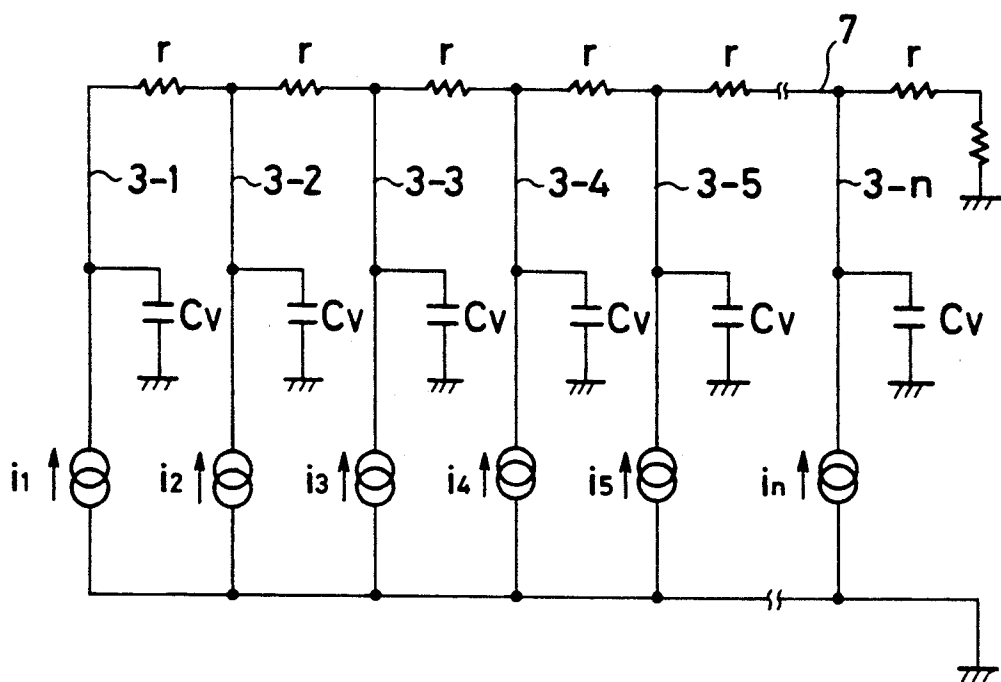 7
r r r r r r
3-1 3-2 3-3 3-4 3-5 3-n
Cv Cv Cv Cv Cv Cv
i1 i2 i3 i4 i5 in